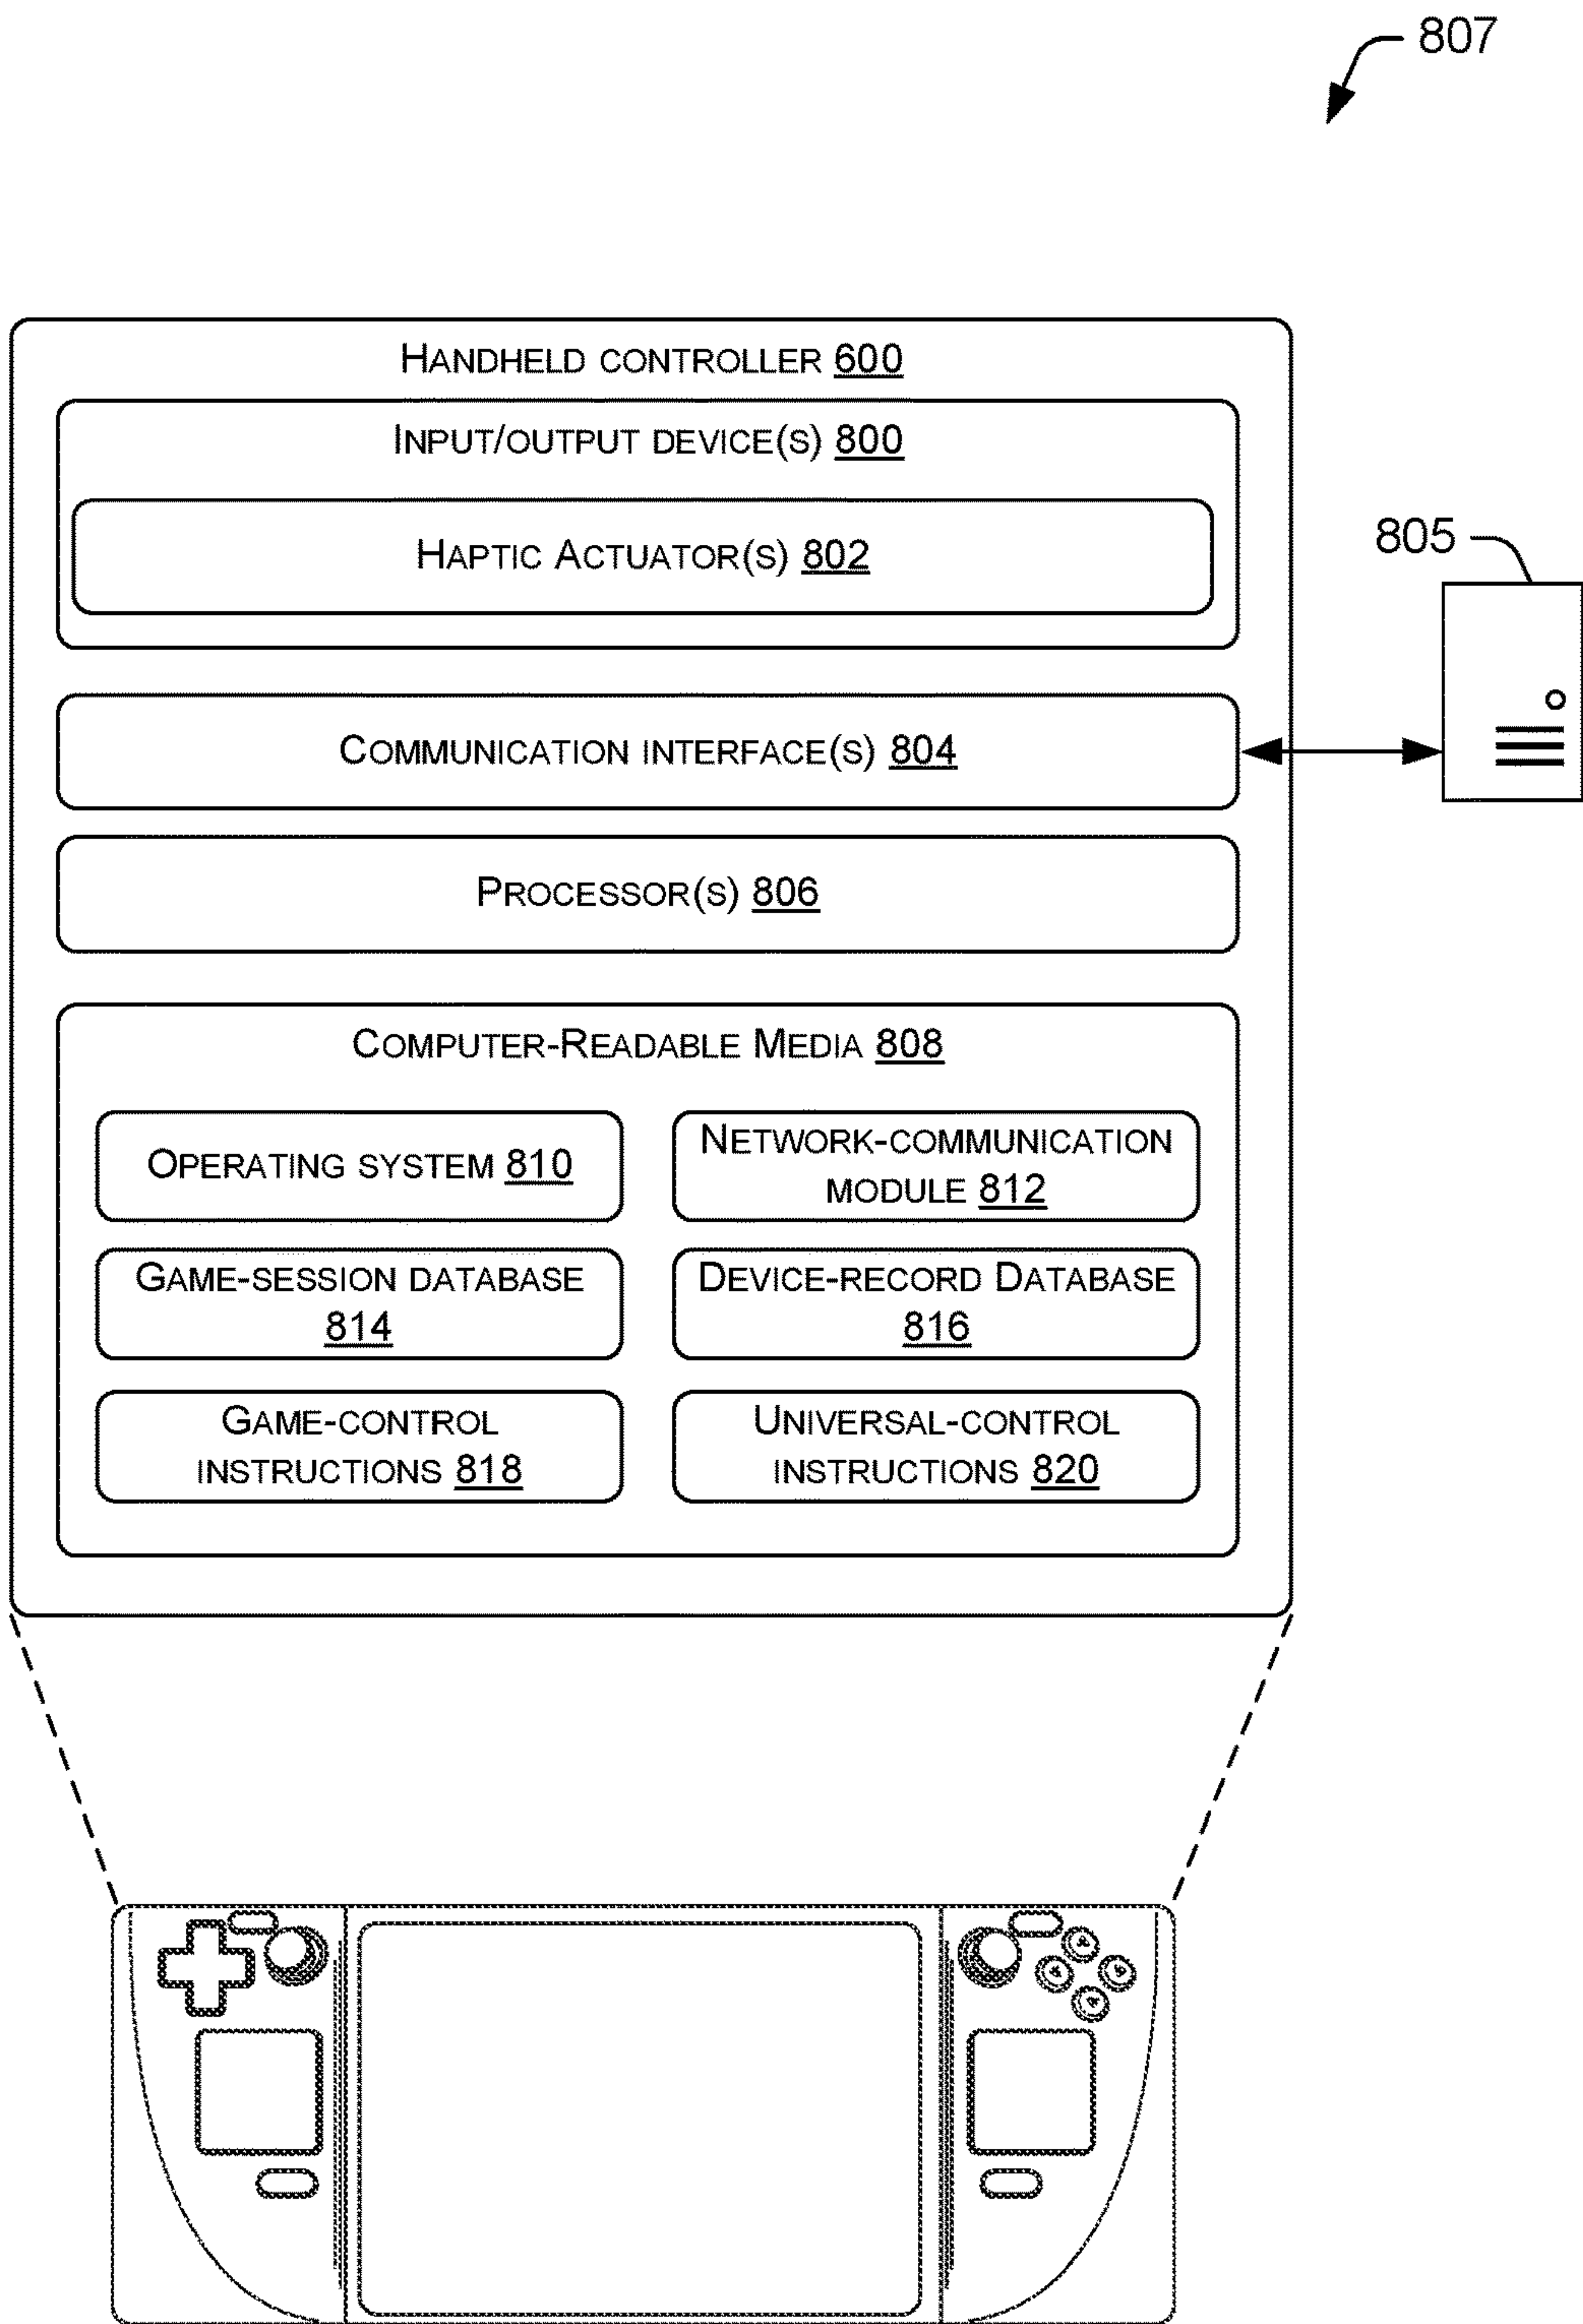 807
HANDHELD CONTROLLER 600
INPUT/OUTPUT DEVICE(S) 800
HAPTIC ACTUATOR(S) 802
805
COMMUNICATION INTERFACE(S) 804
PROCESSOR(S) 806
COMPUTER-READABLE MEDIA 808
OPERATING SYSTEM 810
NETWORK-COMMUNICATION
MODULE 812
GAME-SESSION DATABASE
814
DEVICE-RECORD DATABASE
816
GAME-CONTROL
INSTRUCTIONS 818
UNIVERSAL-CONTROL
INSTRUCTIONS 820